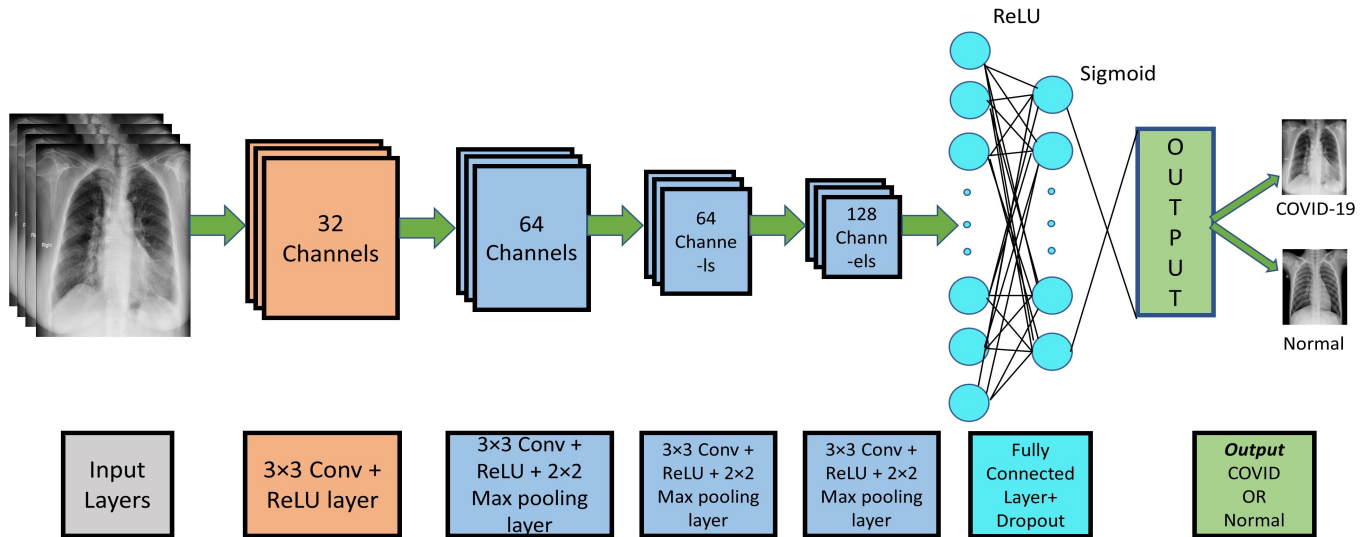 ReLU
Sigmoid
32
Channels
64
Channels
64
Channe
-ls
128
Chann
-els
O
U
T
P
U
T
COVID-19
Normal
Right
Input
Layers
3×3 Conv +
ReLU layer
3×3 Conv +
ReLU + 2×2
Max pooling
layer
3×3 Conv +
ReLU + 2×2
Max pooling
layer
3×3 Conv +
ReLU + 2×2
Max pooling
layer
Fully
Connected
Layer+
Dropout
Output
COVID
OR
Normal